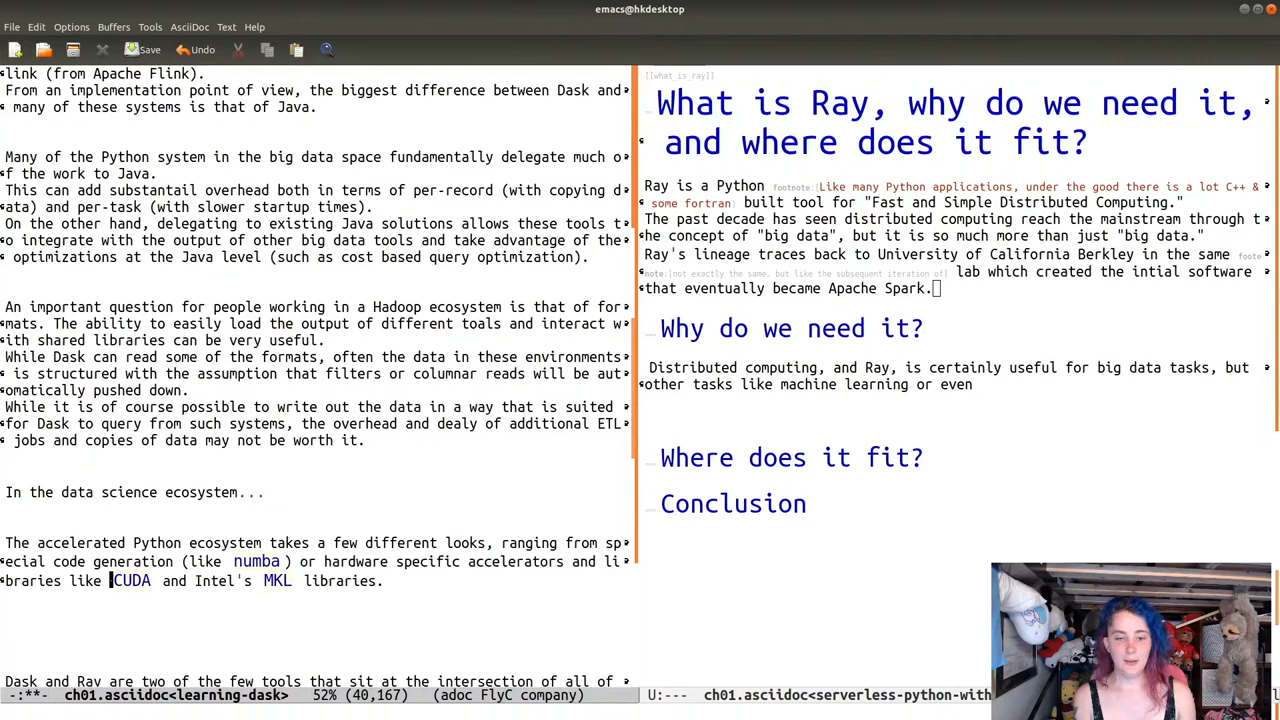 emacs@hkdesktop
File Edit Options Buffers Tools AsciiDoc Text Help
Save Undo
link (from Apache Flink).
From an implementation point of view, the biggest difference between Dask and
many of these systems is that of Java.
Many of the Python system in the big data space fundamentally delegate much o
f the work to Java.
This can add substantail overhead both in terms of per-record (with copying d
ata) and per-task (with slower startup times).
On the other hand, delegating to existing Java solutions allows these tools t
o integrate with the output of other big data tools and take advantage of the
optimizations at the Java level (such as cost based query optimization).
An important question for people working in a Hadoop ecosystem is that of for
mats. The ability to easily load the output of different toals and interact w
ith shared libraries can be very useful.
While Dask can read some of the formats, often the data in these environments
is structured with the assumption that filters or columnar reads will be aut
omatically pushed down.
While it is of course possible to write out the data in a way that is suited
for Dask to query from such systems, the overhead and dealy of additional ETL
jobs and copies of data may not be worth it.
In the data science ecosystem...
The accelerated Python ecosystem takes a few different looks, ranging from sp
ecial code generation (like numba ) or hardware specific accelerators and li
braries like CUDA and Intel's MKL libraries.
Dask and Ray are two of the few tools that sit at the intersection of all of
-:**- ch01.asciidoc<learning-dask> 52% (40,167) (adoc FlyC company)
[[what_is_ray]]
What is Ray, why do we need it,
and where does it fit?
Ray is a Python footnote:[Like many Python applications, under the good there is a lot C++ &
some fortran] built tool for "Fast and Simple Distributed Computing."
The past decade has seen distributed computing reach the mainstream through t
he concept of "big data", but it is so much more than just "big data."
Ray's lineage traces back to University of California Berkley in the same foote
note:[not exactly the same, but like the subsequent iteration of] lab which created the intial software
that eventually became Apache Spark.
Why do we need it?
Distributed computing, and Ray, is certainly useful for big data tasks, but
other tasks like machine learning or even
Where does it fit?
Conclusion
U:--- ch01.asciidoc<serverless-python-with